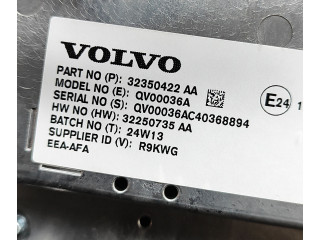 VOLVO
PART NO (P): 32350422 AA
MODEL NO (E): QV00036A
SERIAL NO (S): QV00036AC40368894
HW NO (HW): 32250735 AA
BATCH NO (T): 24W13
SUPPLIER ID (V): R9KWG
EEA-AFA
E24 1